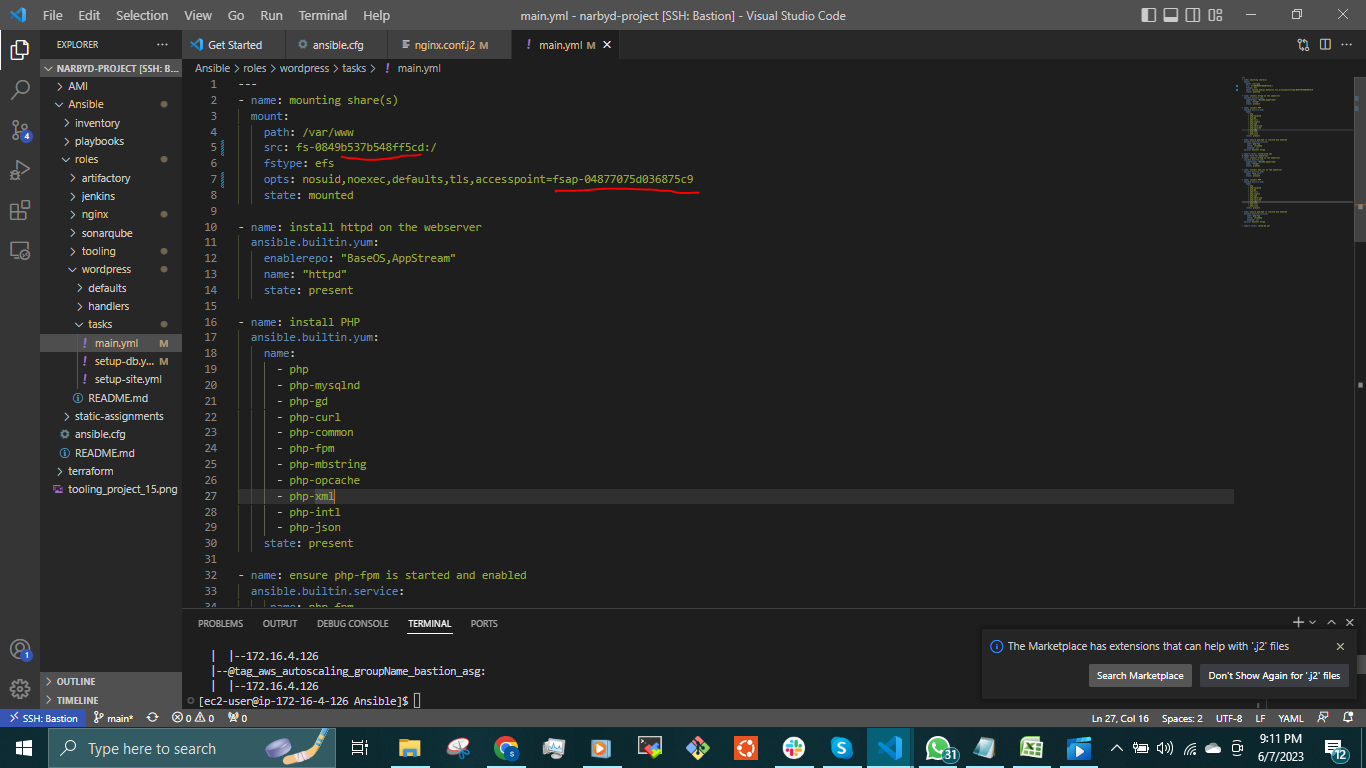 File Edit Selection View Go Run Terminal Help main.yml - narbyd-project [SSH: Bastion] - Visual Studio Code
EXPLORER
Get Started ansible.cfg nginx.conf.j2 M main.yml M
NARBYD-PROJECT [SSH: B...
AMI
Ansible
inventory
playbooks
roles
artifactory
jenkins
nginx
sonarqube
tooling
wordpress
defaults
handlers
tasks
main.yml M
setup-db.y... M
setup-site.yml
README.md
static-assignments
ansible.cfg
README.md
terraform
tooling_project_15.png
OUTLINE
TIMELINE
4
1
Ansible > roles > wordpress > tasks > ! main.yml
1 ---
2 - name: mounting share(s)
3 mount:
4 path: /var/www
5 src: fs-0849b537b548ff5cd:/
6 fstype: efs
7 opts: nosuid,noexec,defaults,tls,accesspoint=fsap-04877075d036875c9
8 state: mounted
9
10 - name: install httpd on the webserver
11 ansible.builtin.yum:
12 enablerepo: "BaseOS,AppStream"
13 name: "httpd"
14 state: present
15
16 - name: install PHP
17 ansible.builtin.yum:
18 name:
19 - php
20 - php-mysqlnd
21 - php-gd
22 - php-curl
23 - php-common
24 - php-fpm
25 - php-mbstring
26 - php-opcache
27 - php-xml
28 - php-intl
29 - php-json
30 state: present
31
32 - name: ensure php-fpm is started and enabled
33 ansible.builtin.service:
34 name: php-fpm
PROBLEMS OUTPUT DEBUG CONSOLE TERMINAL PORTS
| |--172.16.4.126
|--@tag_aws_autoscaling_groupName_bastion_asg:
| |--172.16.4.126
[ec2-user@ip-172-16-4-126 Ansible]$
The Marketplace has extensions that can help with '.j2' files
Search Marketplace Don't Show Again for '.j2' files
SSH: Bastion main* 0 0 0 Ln 27, Col 16 Spaces: 2 UTF-8 LF YAML
Type here to search
31
9:11 PM
6/7/2023
12